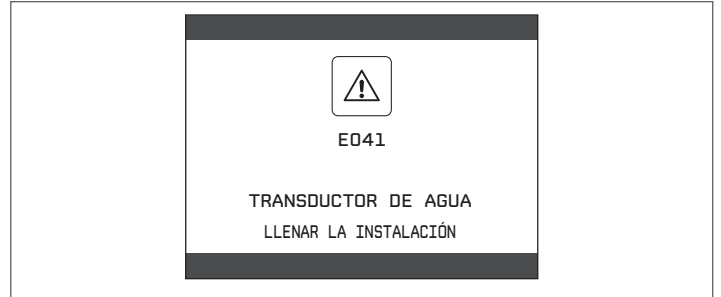 E041
TRANSDUCTOR DE AGUA
LLENAR LA INSTALACIÓN